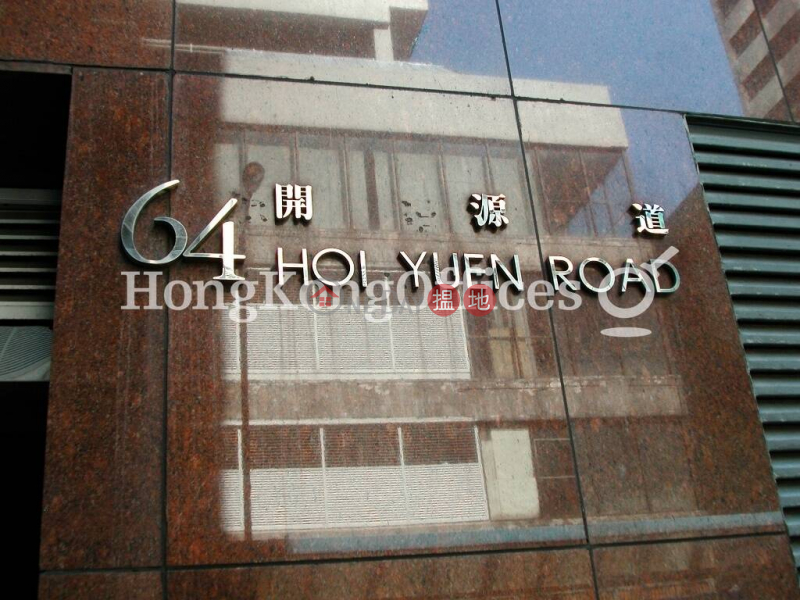 64 開源道
HOI YUEN ROAD
HongKongOffices
搵地